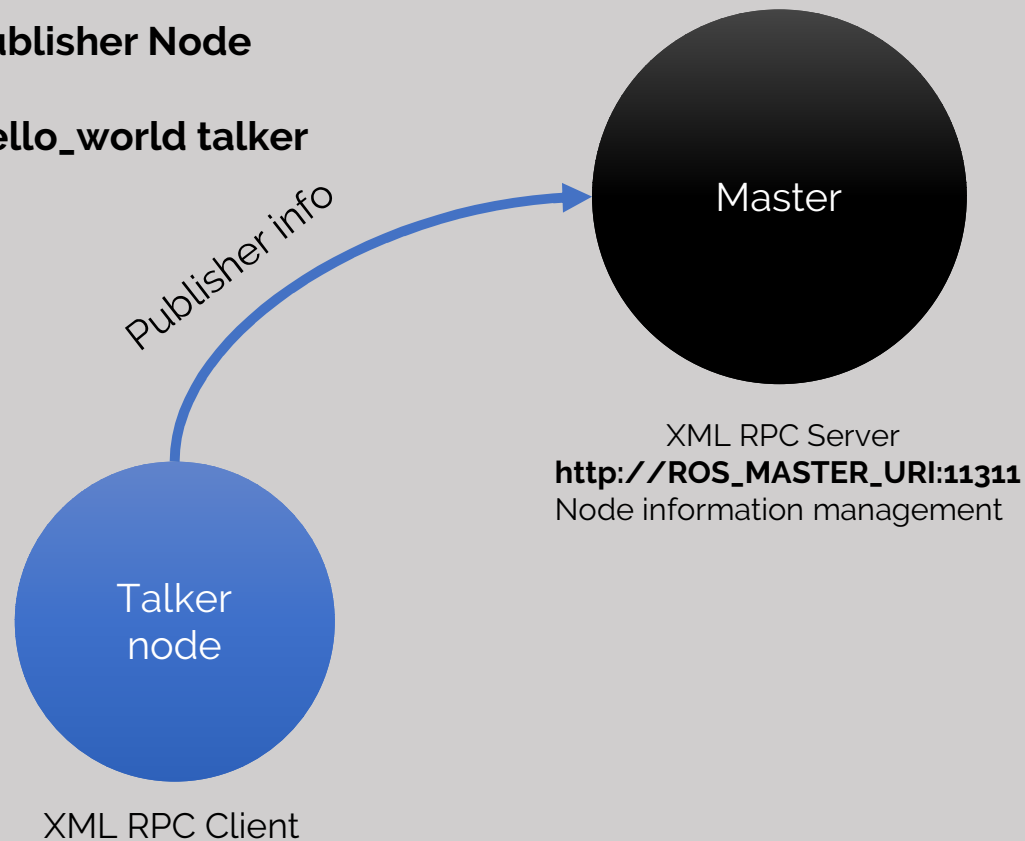 ublisher Node
ello_world talker
Publisher info
Master
XML RPC Server
http://ROS_MASTER_URI:11311
Node information management
Talker
node
XML RPC Client